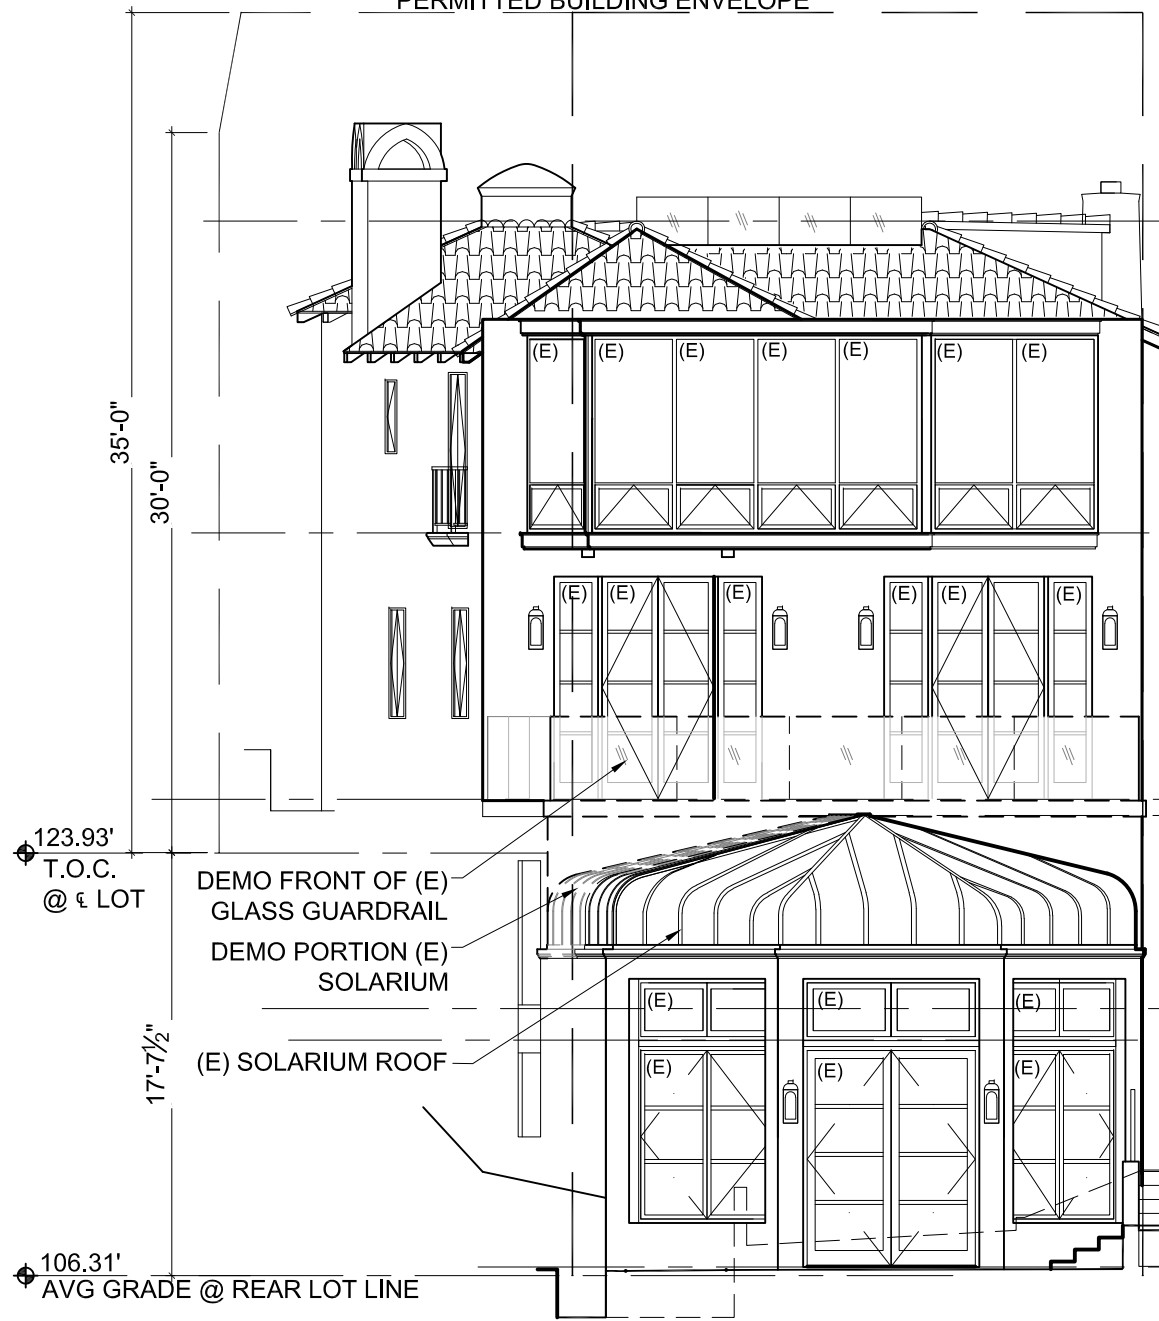 PERMITTED BUILDING ENVELOPE
35'-0"
30'-0"
(E) (E) (E) (E) (E) (E) (E)
(E) (E) (E) (E) (E) (E)
123.93'
T.O.C.
@ ℄ LOT
DEMO FRONT OF (E)
GLASS GUARDRAIL
DEMO PORTION (E)
SOLARIUM
(E) SOLARIUM ROOF
17'-7½"
(E) (E) (E)
(E) (E) (E)
106.31'
AVG GRADE @ REAR LOT LINE